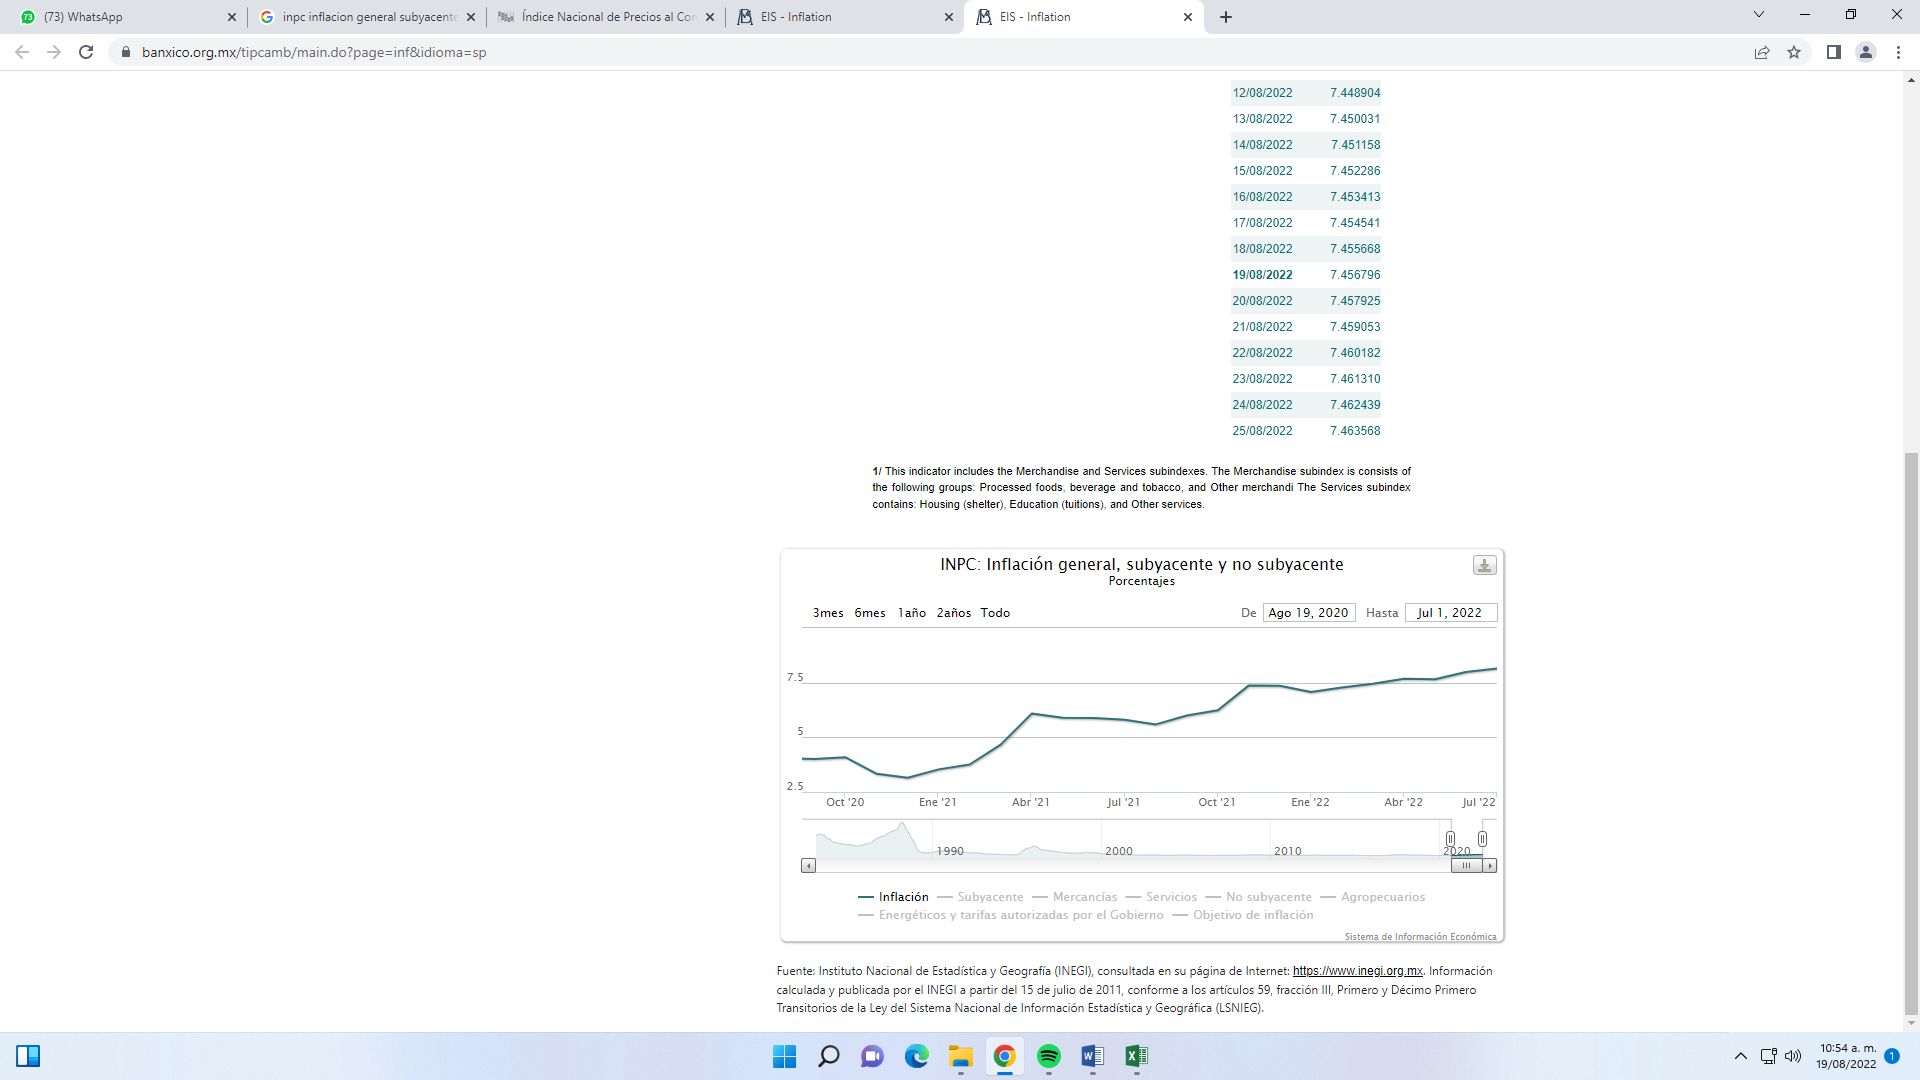 (73) WhatsApp
inpc inflacion general subyacente
Índice Nacional de Precios al Con
EIS - Inflation
EIS - Inflation
banxico.org.mx/tipcamb/main.do?page=inf&idioma=sp
12/08/2022 7.448904
13/08/2022 7.450031
14/08/2022 7.451158
15/08/2022 7.452286
16/08/2022 7.453413
17/08/2022 7.454541
18/08/2022 7.455668
19/08/2022 7.456796
20/08/2022 7.457925
21/08/2022 7.459053
22/08/2022 7.460182
23/08/2022 7.461310
24/08/2022 7.462439
25/08/2022 7.463568
1/ This indicator includes the Merchandise and Services subindexes. The Merchandise subindex is consists of
the following groups: Processed foods, beverage and tobacco, and Other merchandi The Services subindex
contains: Housing (shelter), Education (tuitions), and Other services.
INPC: Inflación general, subyacente y no subyacente
Porcentajes
3mes 6mes 1año 2años Todo De Ago 19, 2020 Hasta Jul 1, 2022
7.5
5
2.5
Oct '20 Ene '21 Abr '21 Jul '21 Oct '21 Ene '22 Abr '22 Jul '22
1990 2000 2010 2020
Inflación Subyacente Mercancías Servicios No subyacente Agropecuarios
Energéticos y tarifas autorizadas por el Gobierno Objetivo de inflación
Sistema de Información Económica
Fuente: Instituto Nacional de Estadística y Geografía (INEGI), consultada en su página de Internet: https://www.inegi.org.mx. Información
calculada y publicada por el INEGI a partir del 15 de julio de 2011, conforme a los artículos 59, fracción III, Primero y Décimo Primero
Transitorios de la Ley del Sistema Nacional de Información Estadística y Geográfica (LSNIEG).
10:54 a. m.
19/08/2022
1